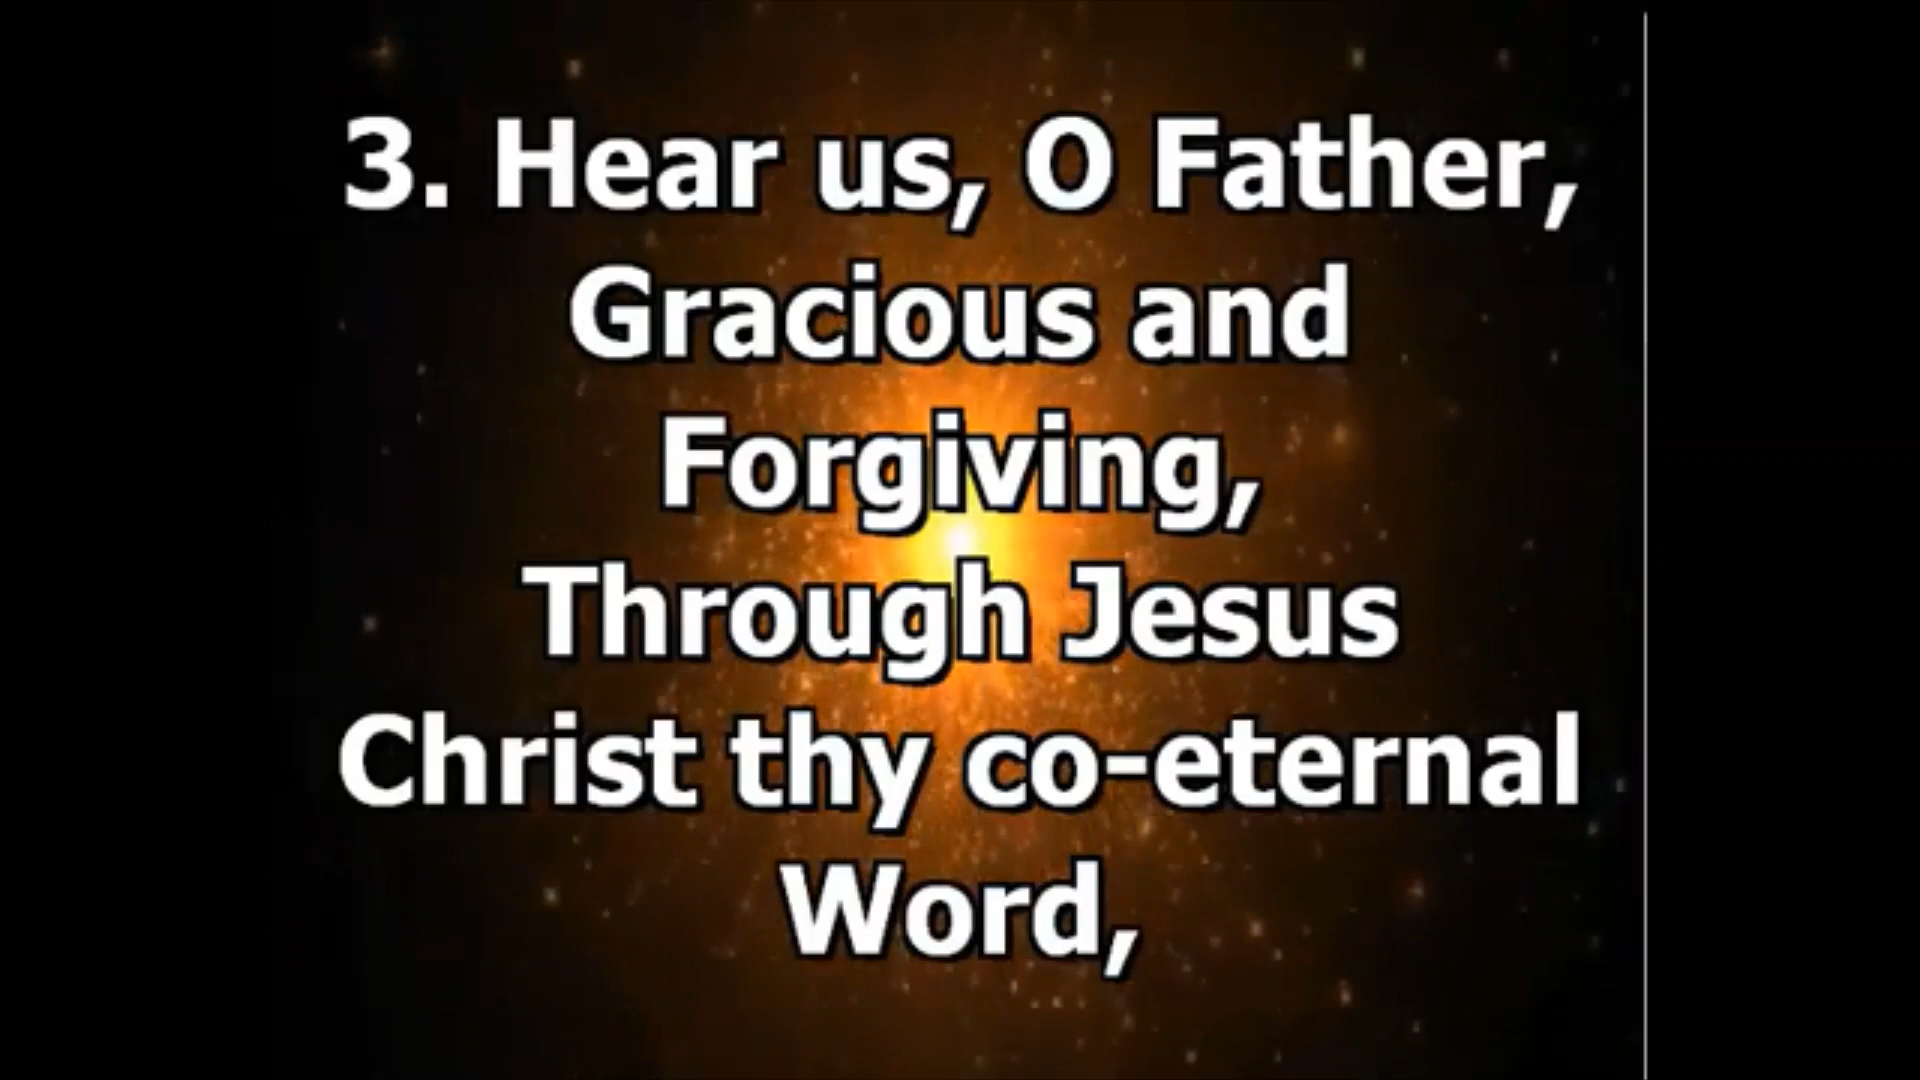 3. Hear us, O Father,
Gracious and
Forgiving,
Through Jesus
Christ thy co-eternal
Word,